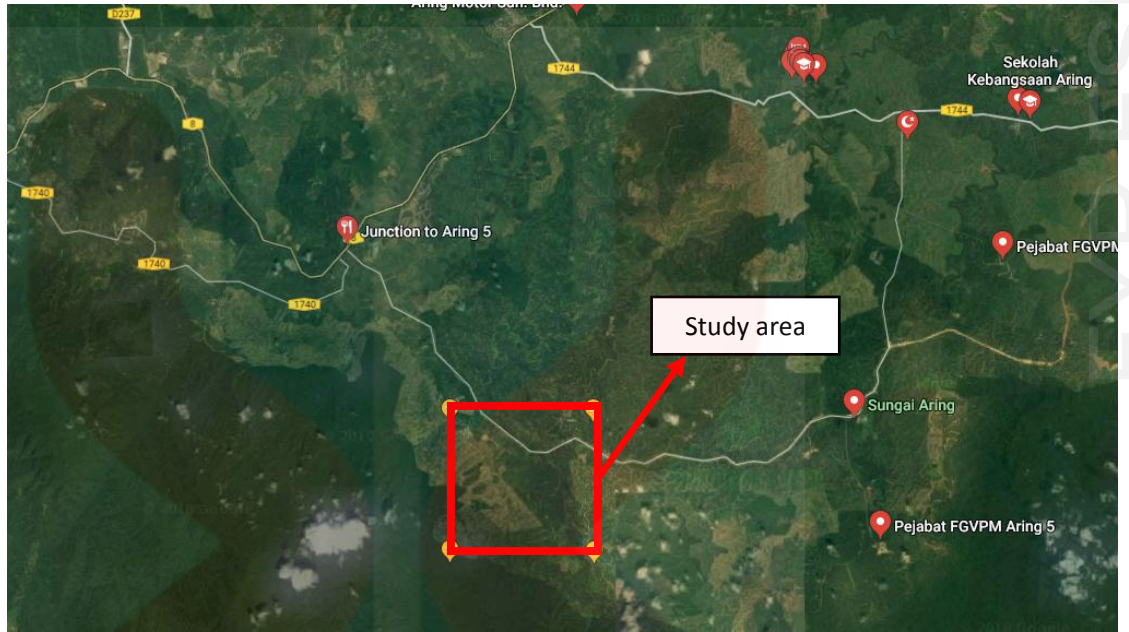 Aring Motor Sdn. Bhd.
D237
1744
Sekolah
Kebangsaan Aring
1744
8
1740
Junction to Aring 5
Pejabat FGVPM
1740
1740
Study area
Sungai Aring
Pejabat FGVPM Aring 5